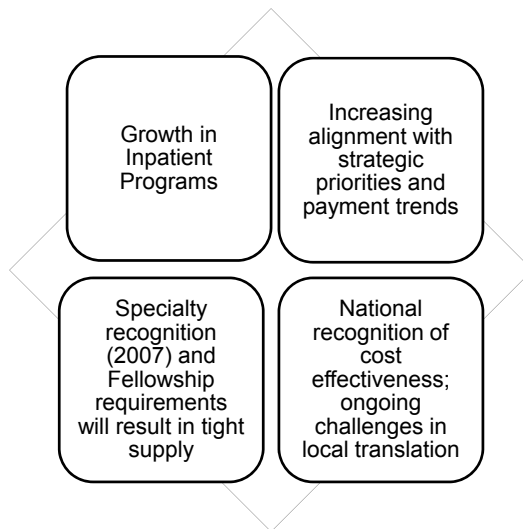 Growth in
Inpatient
Programs
Increasing
alignment with
strategic
priorities and
payment trends
Specialty
recognition
(2007) and
Fellowship
requirements
will result in tight
supply
National
recognition of
cost
effectiveness;
ongoing
challenges in
local translation